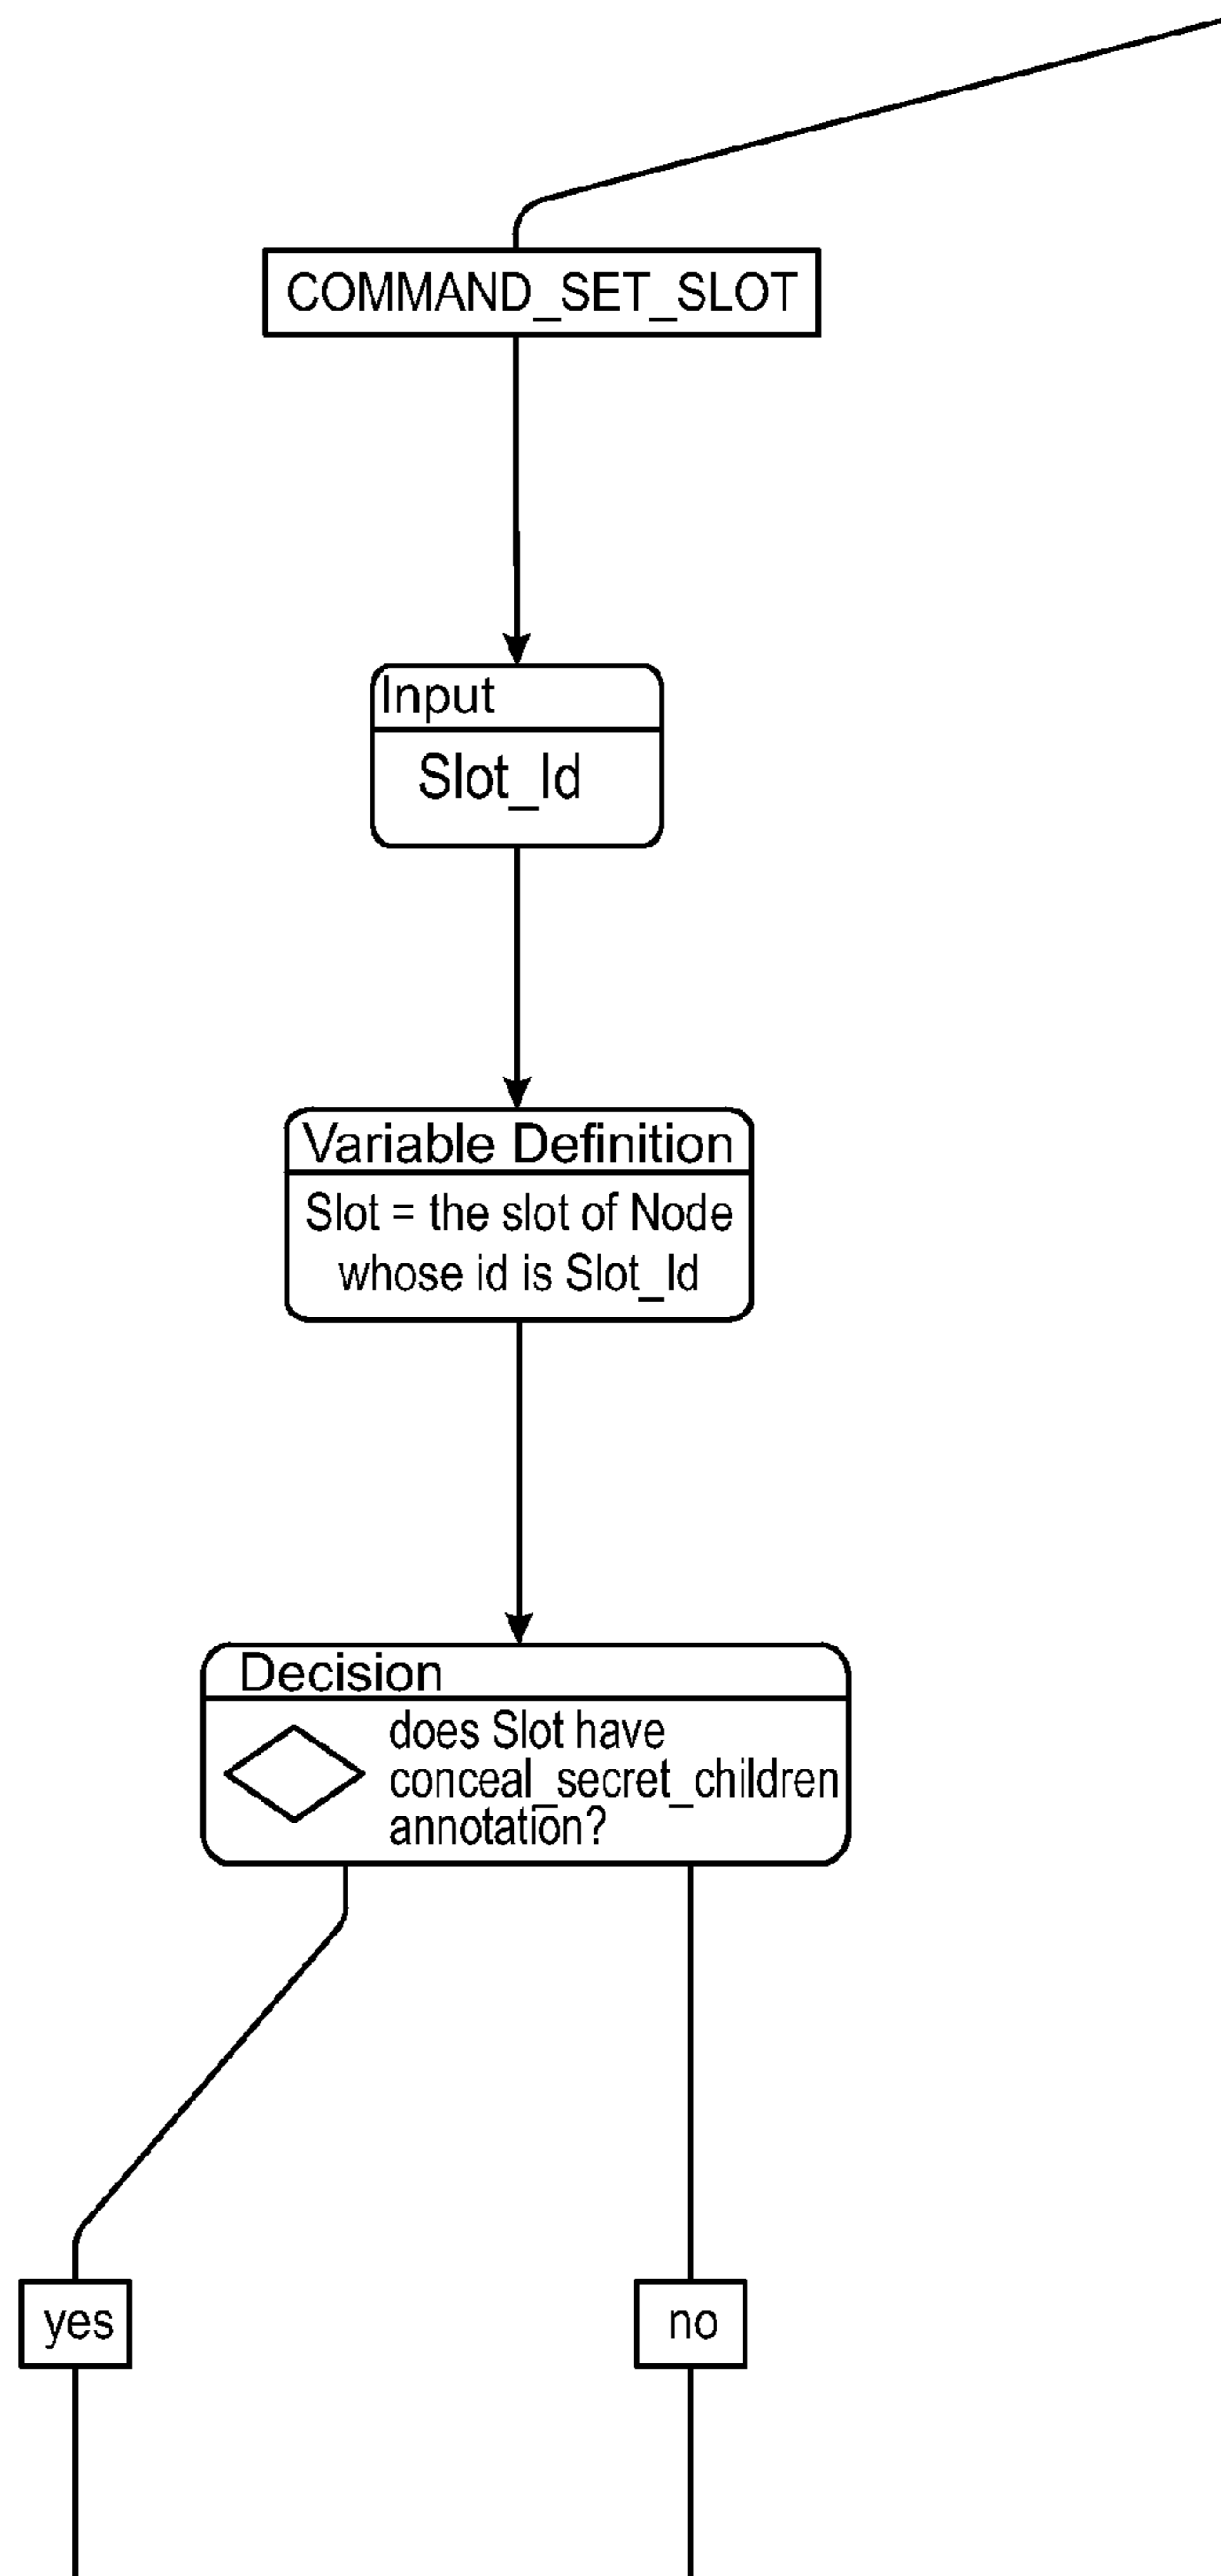 COMMAND_SET_SLOT
Input
Slot_Id
Variable Definition
Slot = the slot of Node
whose id is Slot_Id
Decision
does Slot have
conceal_secret_children
annotation?
yes
no